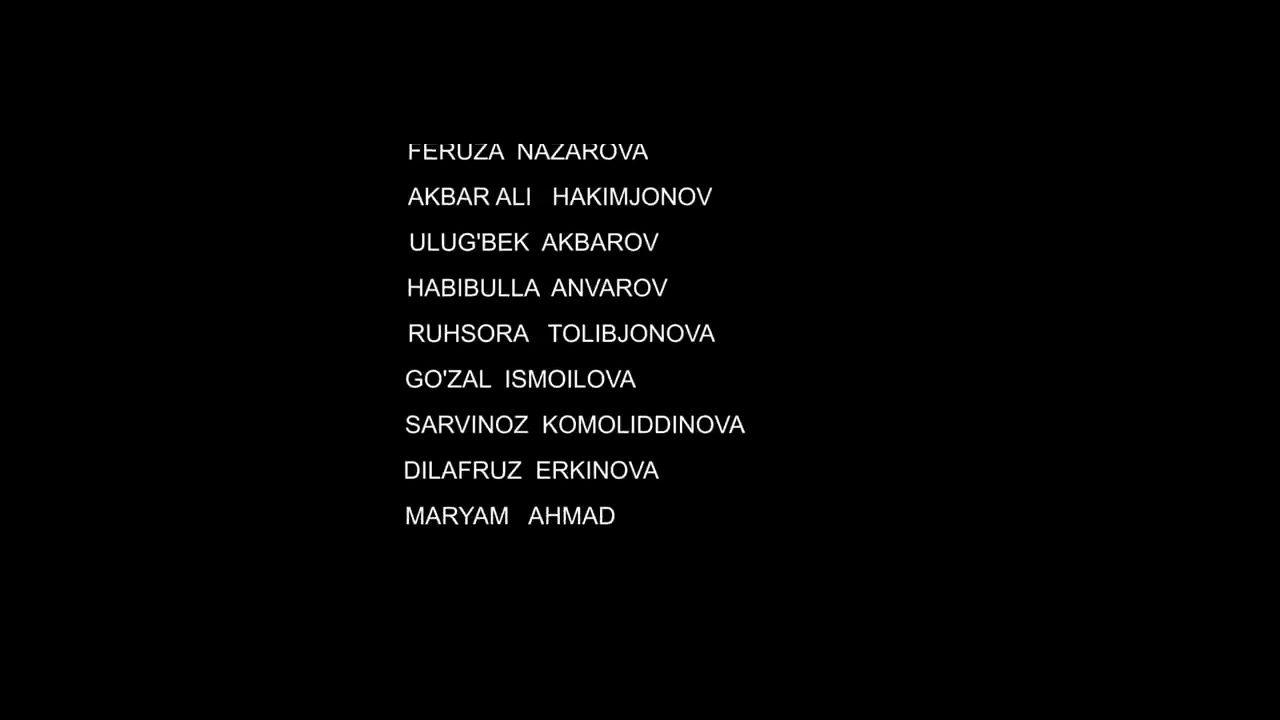 FERUZA NAZAROVA
AKBAR ALI HAKIMJONOV
ULUG'BEK AKBAROV
HABIBULLA ANVAROV
RUHSORA TOLIBJONOVA
GO'ZAL ISMOILOVA
SARVINOZ KOMOLIDDINOVA
DILAFRUZ ERKINOVA
MARYAM AHMAD